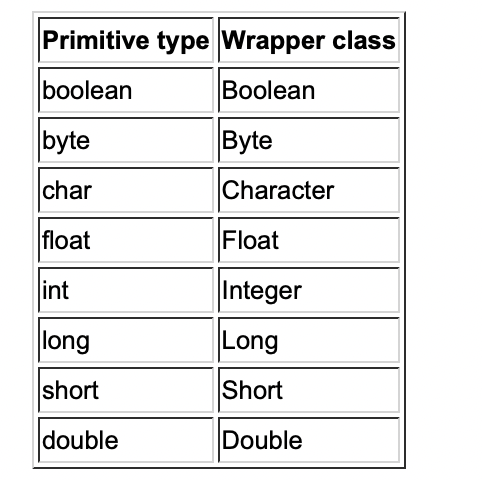 Primitive type Wrapper class
boolean Boolean
byte Byte
char Character
float Float
int Integer
long Long
short Short
double Double